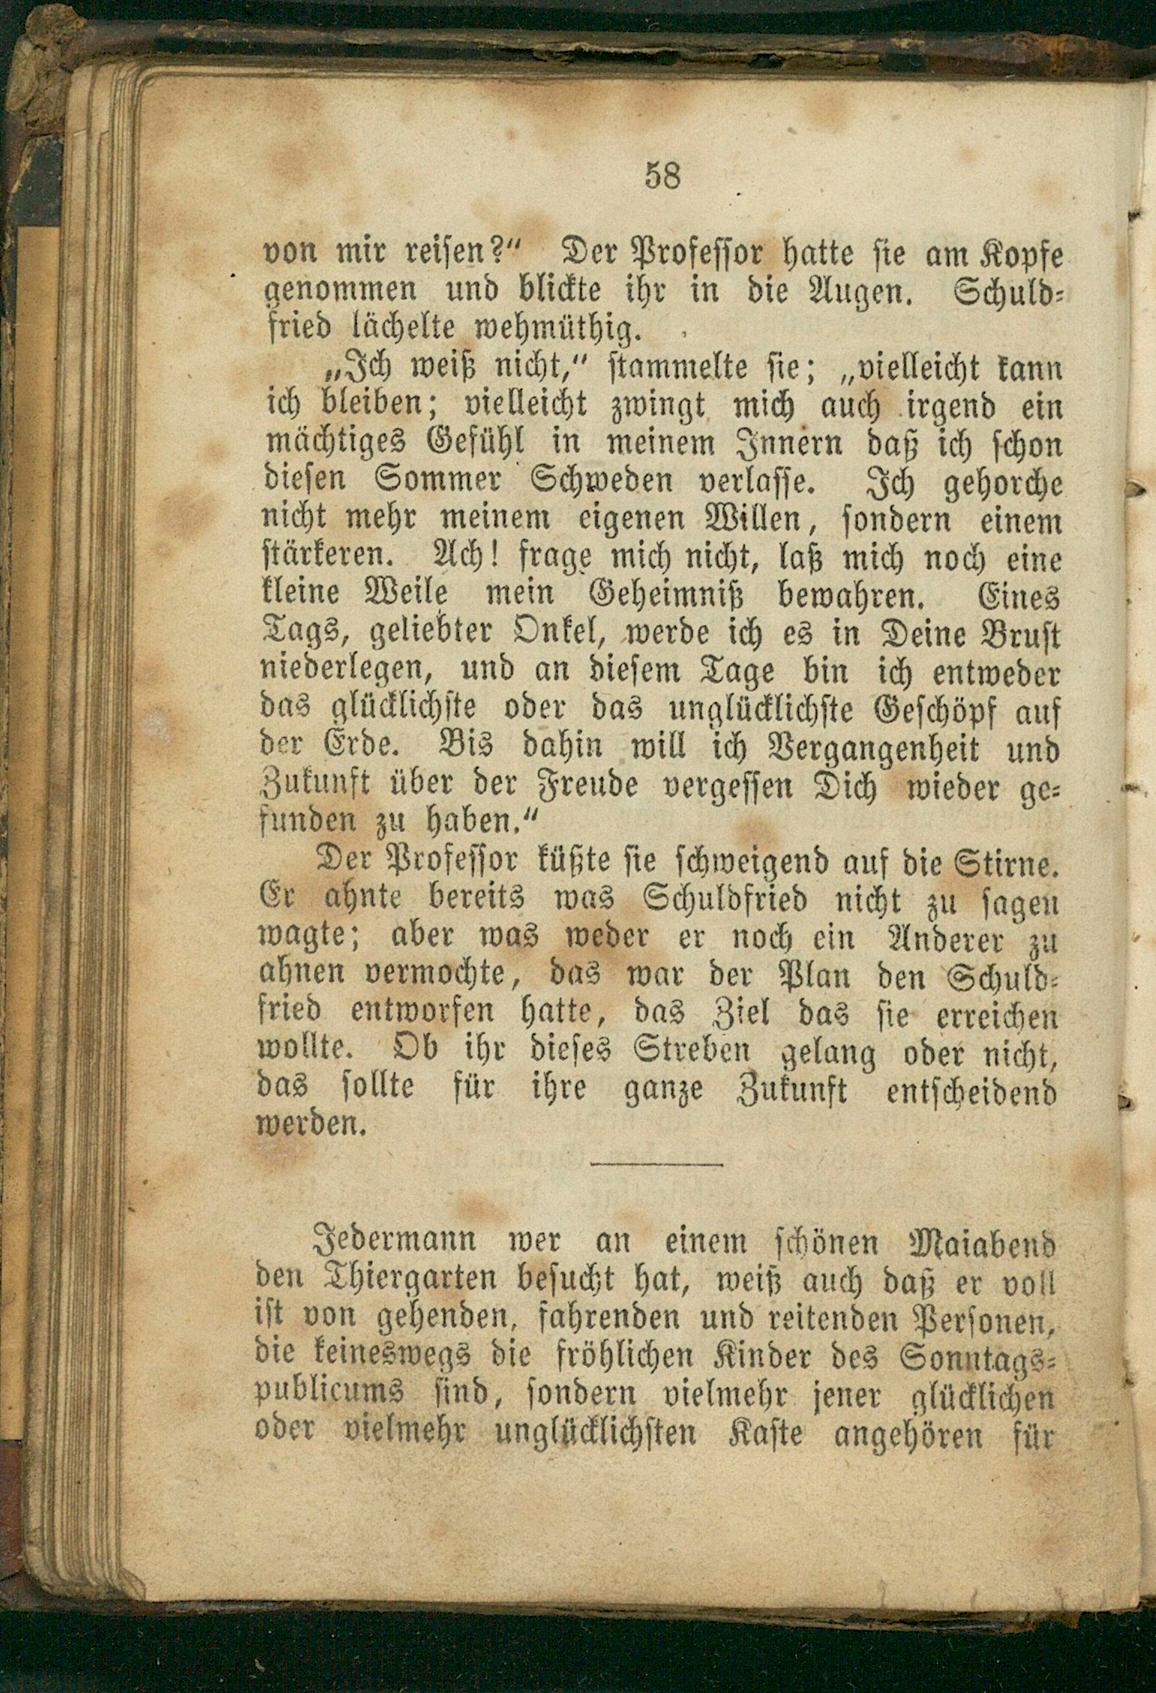 58
von mir reisen?“ Der Professor hatte sie am Kopfe
genommen und blickte ihr in die Augen. Schuld-
fried lächelte wehmüthig.
„Ich weiß nicht,“ stammelte sie; „vielleicht kann
ich bleiben; vielleicht zwingt mich auch irgend ein
mächtiges Gefühl in meinem Innern daß ich schon
diesen Sommer Schweden verlasse. Ich gehorche
nicht mehr meinem eigenen Willen, sondern einem
stärkeren. Ach! frage mich nicht, laß mich noch eine
kleine Weile mein Geheimniß bewahren. Eines
Tags, geliebter Onkel, werde ich es in Deine Brust
niederlegen, und an diesem Tage bin ich entweder
das glücklichste oder das unglücklichste Geschöpf auf
der Erde. Bis dahin will ich Vergangenheit und
Zukunft über der Freude vergessen Dich wieder ge-
funden zu haben.“
Der Professor küßte sie schweigend auf die Stirne.
Er ahnte bereits was Schuldfried nicht zu sagen
wagte; aber was weder er noch ein Anderer zu
ahnen vermochte, das war der Plan den Schuld-
fried entworfen hatte, das Ziel das sie erreichen
wollte. Ob ihr dieses Streben gelang oder nicht,
das sollte für ihre ganze Zukunft entscheidend
werden.
Jedermann wer an einem schönen Maiabend
den Thiergarten besucht hat, weiß auch daß er voll
ist von gehenden, fahrenden und reitenden Personen,
die keineswegs die fröhlichen Kinder des Sonntags-
publicums sind, sondern vielmehr jener glücklichen
oder vielmehr unglücklichsten Kaste angehören für